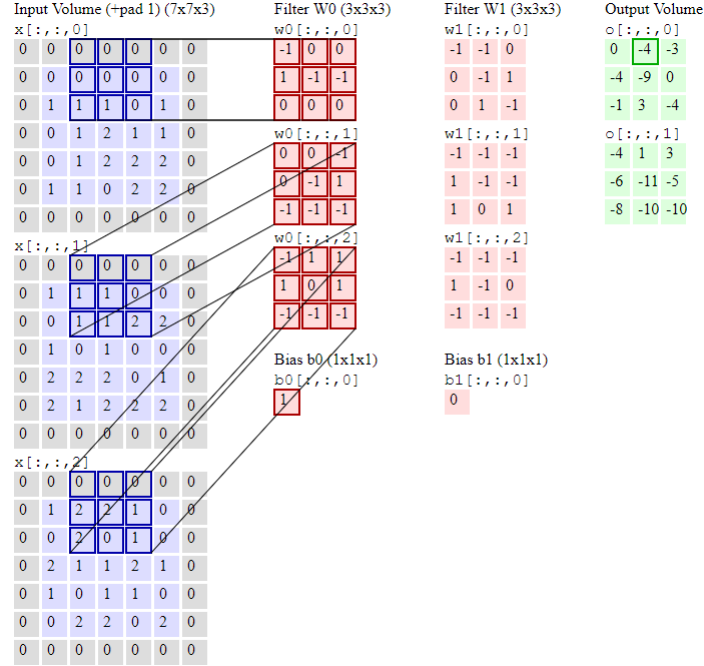 Input Volume (+pad 1) (7x7x3)
x[:,:,0]
0 0 0 0 0 0 0
0 0 0 0 0 0 0
0 1 1 1 0 1 0
0 0 1 2 1 1 0
0 0 1 2 2 2 0
0 1 1 0 2 2 0
0 0 0 0 0 0 0
x[:,:,1]
0 0 0 0 0 0 0
0 1 1 1 0 0 0
0 0 1 1 2 2 0
0 1 0 1 0 0 0
0 2 2 2 0 1 0
0 2 1 2 2 2 0
0 0 0 0 0 0 0
x[:,:,2]
0 0 0 0 0 0 0
0 1 2 2 1 0 0
0 0 2 0 1 0 0
0 2 1 1 2 1 0
0 1 0 1 1 0 0
0 0 2 2 0 2 0
0 0 0 0 0 0 0
Filter W0 (3x3x3)
w0[:,:,0]
-1 0 0
1 -1 -1
0 0 0
w0[:,:,1]
0 0 -1
0 -1 1
-1 -1 -1
w0[:,:,2]
-1 1 1
1 0 1
-1 -1 -1
Bias b0 (1x1x1)
b0[:,:,0]
1
Filter W1 (3x3x3)
w1[:,:,0]
-1 -1 0
0 -1 1
0 1 -1
w1[:,:,1]
-1 -1 -1
1 -1 -1
1 0 1
w1[:,:,2]
-1 -1 -1
1 -1 0
-1 -1 -1
Bias b1 (1x1x1)
b1[:,:,0]
0
Output Volume
o[:,:,0]
0 -4 -3
-4 -9 0
-1 3 -4
o[:,:,1]
-4 1 3
-6 -11 -5
-8 -10 -10